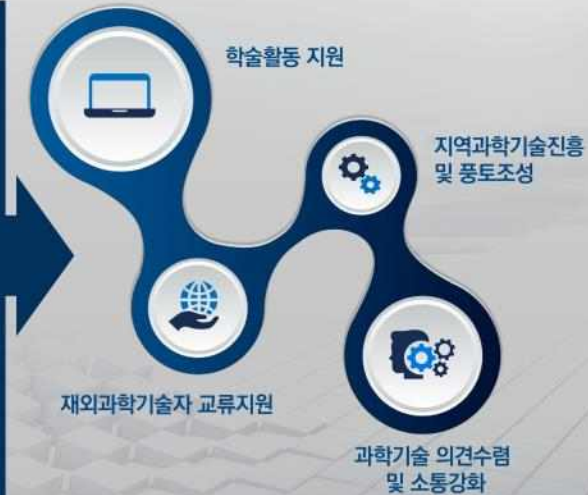 학술활동 지원
지역과학기술진흥
및 풍토조성
재외과학기술자 교류지원
과학기술 의견수렴
및 소통강화